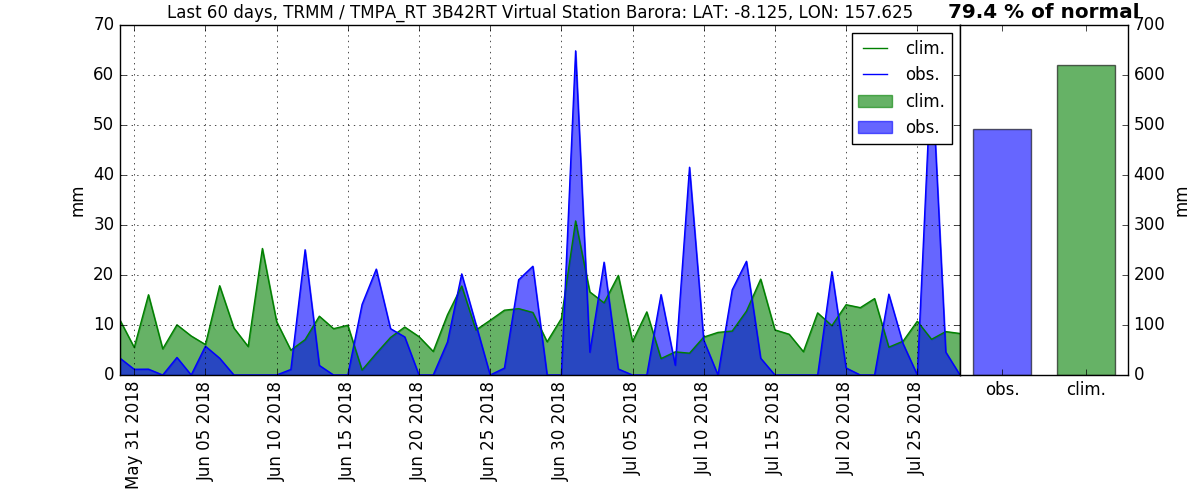 Last 60 days, TRMM / TMPA_RT 3B42RT Virtual Station Barora: LAT: -8.125, LON: 157.625
79.4 % of normal
70
60
50
40
30
20
10
0
mm
clim.
obs.
clim.
obs.
May 31 2018
Jun 05 2018
Jun 10 2018
Jun 15 2018
Jun 20 2018
Jun 25 2018
Jun 30 2018
Jul 05 2018
Jul 10 2018
Jul 15 2018
Jul 20 2018
Jul 25 2018
700
600
500
400
300
200
100
0
mm
obs.
clim.